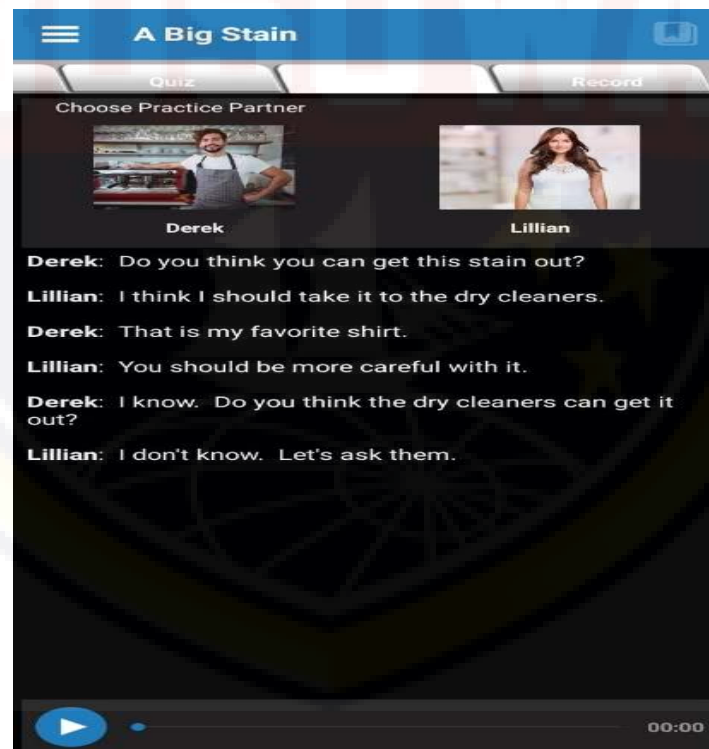 A Big Stain
Quiz
Record
Choose Practice Partner
Derek
Lillian
Derek: Do you think you can get this stain out?
Lillian: I think I should take it to the dry cleaners.
Derek: That is my favorite shirt.
Lillian: You should be more careful with it.
Derek: I know. Do you think the dry cleaners can get it
out?
Lillian: I don't know. Let's ask them.
00:00